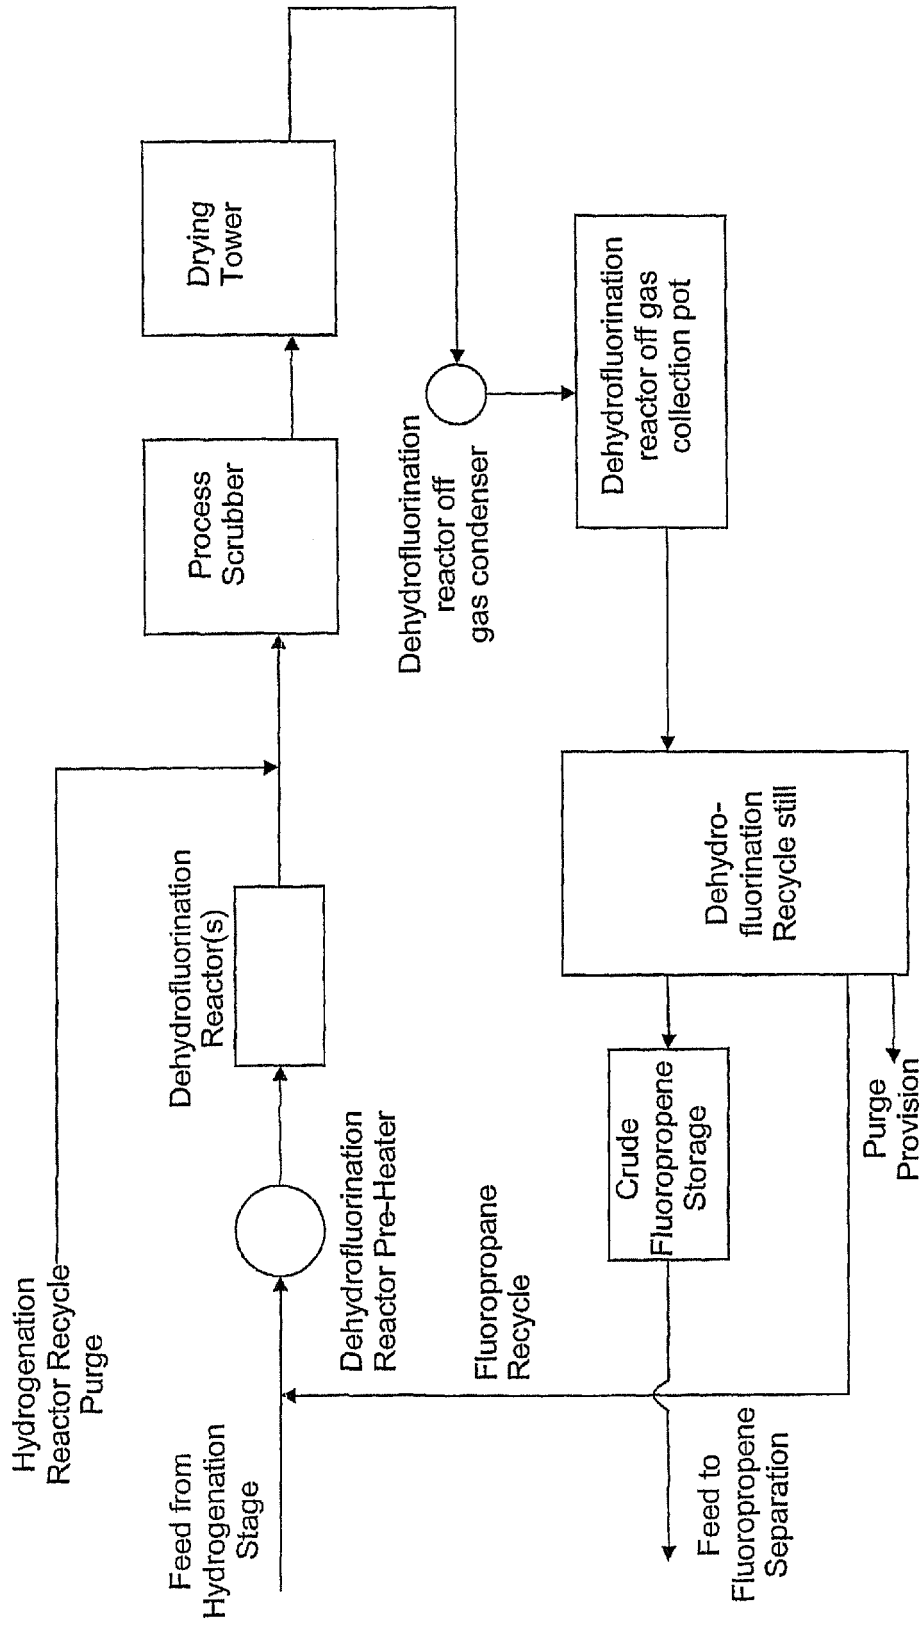 Hydrogenation
Reactor Recycle
Purge
Feed from
Hydrogenation
Stage
Dehydrofluorination
Reactor Pre-Heater
Dehydrofluorination
Reactor(s)
Process
Scrubber
Drying
Tower
Dehydrofluorination
reactor off
gas condenser
Dehydrofluorination
reactor off gas
collection pot
Dehydro-
fluorination
Recycle still
Fluoropropane
Recycle
Crude
Fluoropropene
Storage
Purge
Provision
Feed to
Fluoropropene
Separation